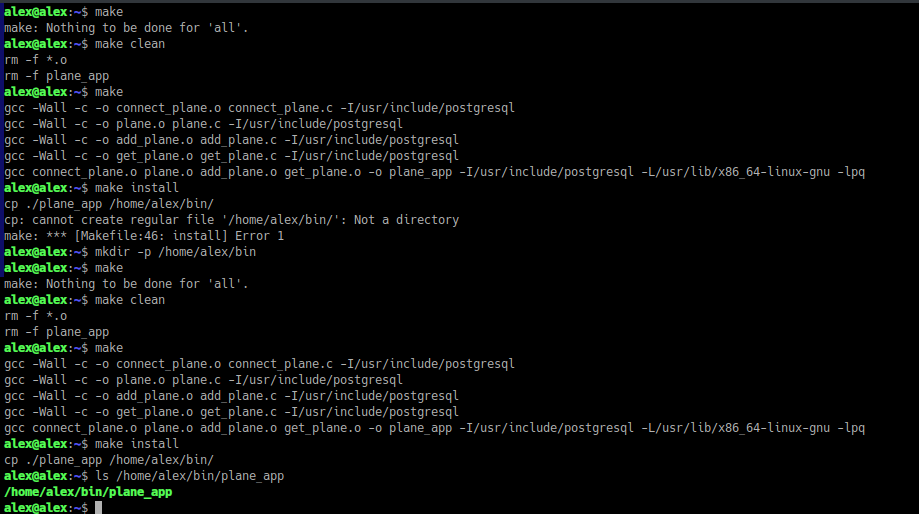 alex@alex:~$ make
make: Nothing to be done for 'all'.
alex@alex:~$ make clean
rm -f *.o
rm -f plane_app
alex@alex:~$ make
gcc -Wall -c -o connect_plane.o connect_plane.c -I/usr/include/postgresql
gcc -Wall -c -o plane.o plane.c -I/usr/include/postgresql
gcc -Wall -c -o add_plane.o add_plane.c -I/usr/include/postgresql
gcc -Wall -c -o get_plane.o get_plane.c -I/usr/include/postgresql
gcc connect_plane.o plane.o add_plane.o get_plane.o -o plane_app -I/usr/include/postgresql -L/usr/lib/x86_64-linux-gnu -lpq
alex@alex:~$ make install
cp ./plane_app /home/alex/bin/
cp: cannot create regular file '/home/alex/bin/': Not a directory
make: *** [Makefile:46: install] Error 1
alex@alex:~$ mkdir -p /home/alex/bin
alex@alex:~$ make
make: Nothing to be done for 'all'.
alex@alex:~$ make clean
rm -f *.o
rm -f plane_app
alex@alex:~$ make
gcc -Wall -c -o connect_plane.o connect_plane.c -I/usr/include/postgresql
gcc -Wall -c -o plane.o plane.c -I/usr/include/postgresql
gcc -Wall -c -o add_plane.o add_plane.c -I/usr/include/postgresql
gcc -Wall -c -o get_plane.o get_plane.c -I/usr/include/postgresql
gcc connect_plane.o plane.o add_plane.o get_plane.o -o plane_app -I/usr/include/postgresql -L/usr/lib/x86_64-linux-gnu -lpq
alex@alex:~$ make install
cp ./plane_app /home/alex/bin/
alex@alex:~$ ls /home/alex/bin/plane_app
/home/alex/bin/plane_app
alex@alex:~$